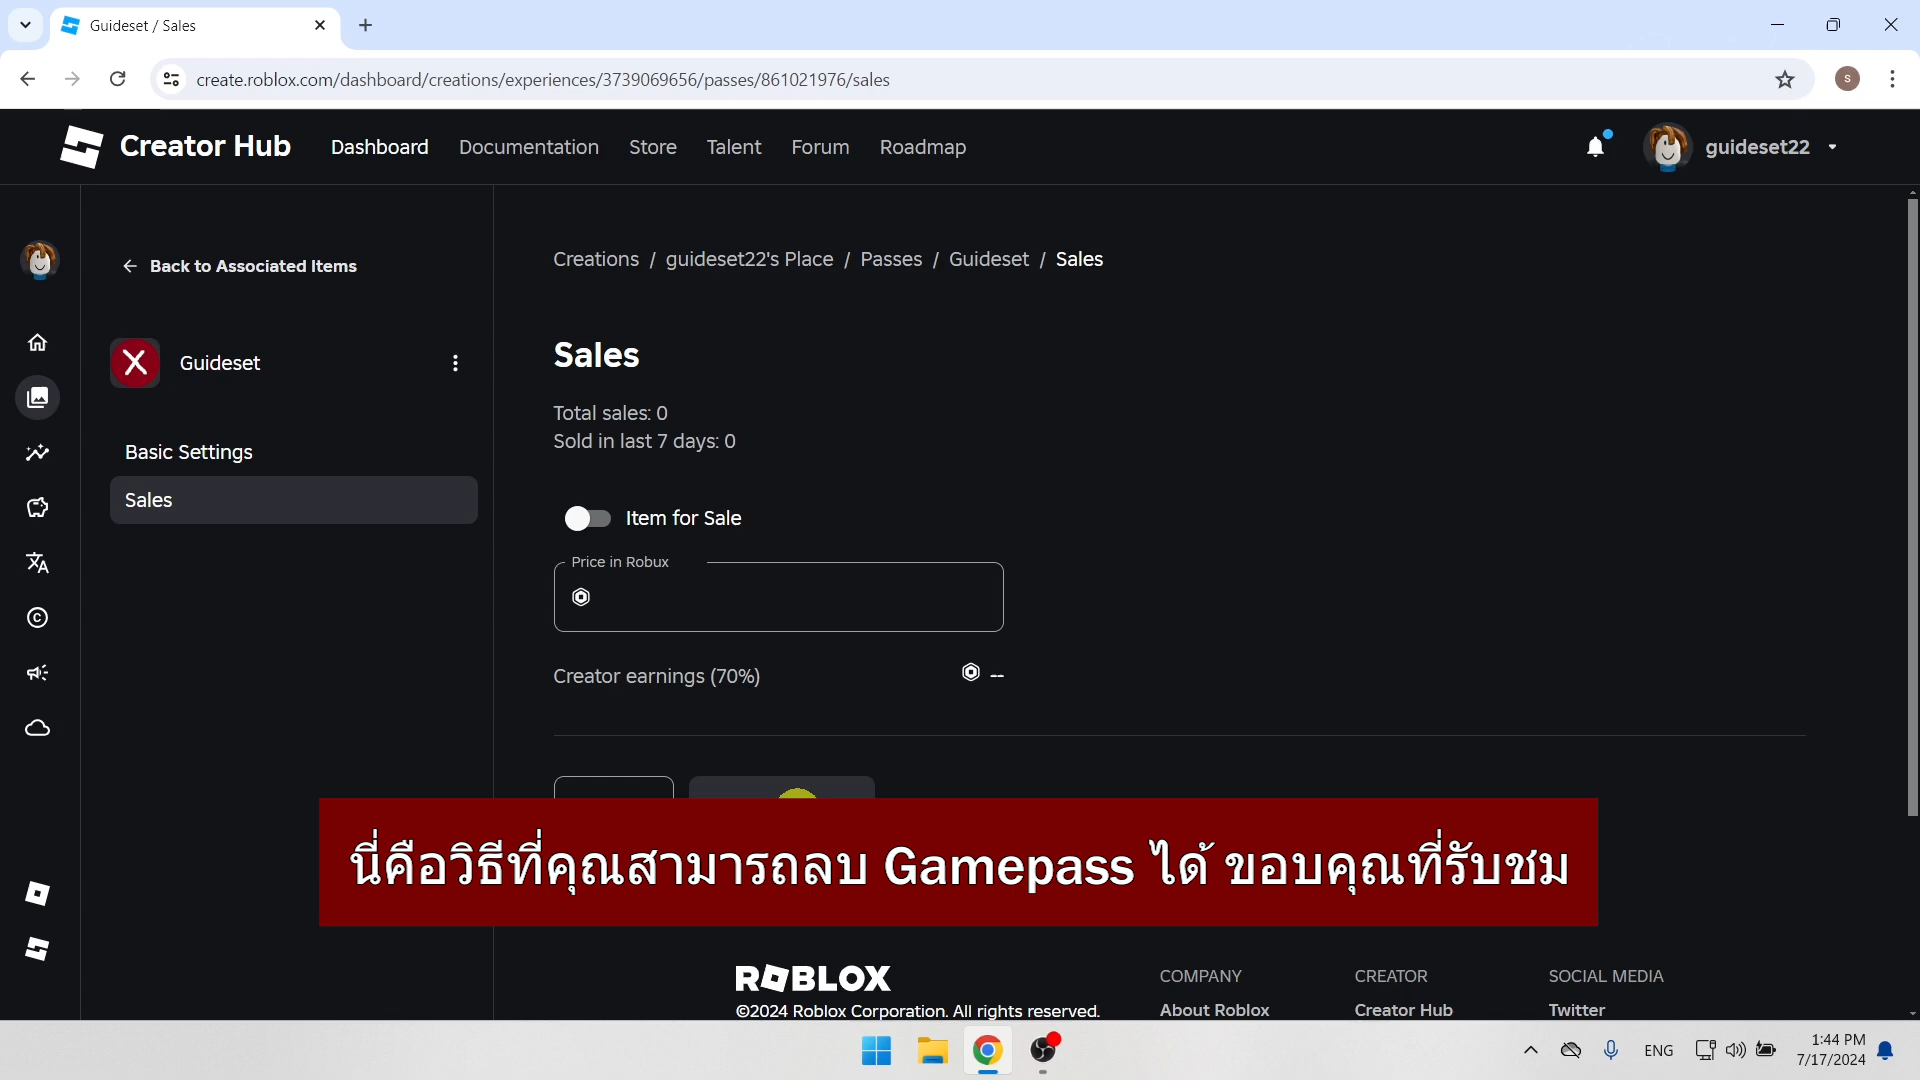 Guideset / Sales
create.roblox.com/dashboard/creations/experiences/3739069656/passes/861021976/sales
S
Creator Hub
Dashboard
Documentation
Store
Talent
Forum
Roadmap
guideset22
Back to Associated Items
Guideset
Basic Settings
Sales
Creations / guideset22's Place / Passes / Guideset / Sales
Sales
Total sales: 0
Sold in last 7 days: 0
Item for Sale
Price in Robux
Creator earnings (70%)
--
นี่คือวิธีที่คุณสามารถลบ Gamepass ได้ ขอบคุณที่รับชม
ROBLOX
©2024 Roblox Corporation. All rights reserved.
COMPANY
About Roblox
CREATOR
Creator Hub
SOCIAL MEDIA
Twitter
ENG
1:44 PM
7/17/2024